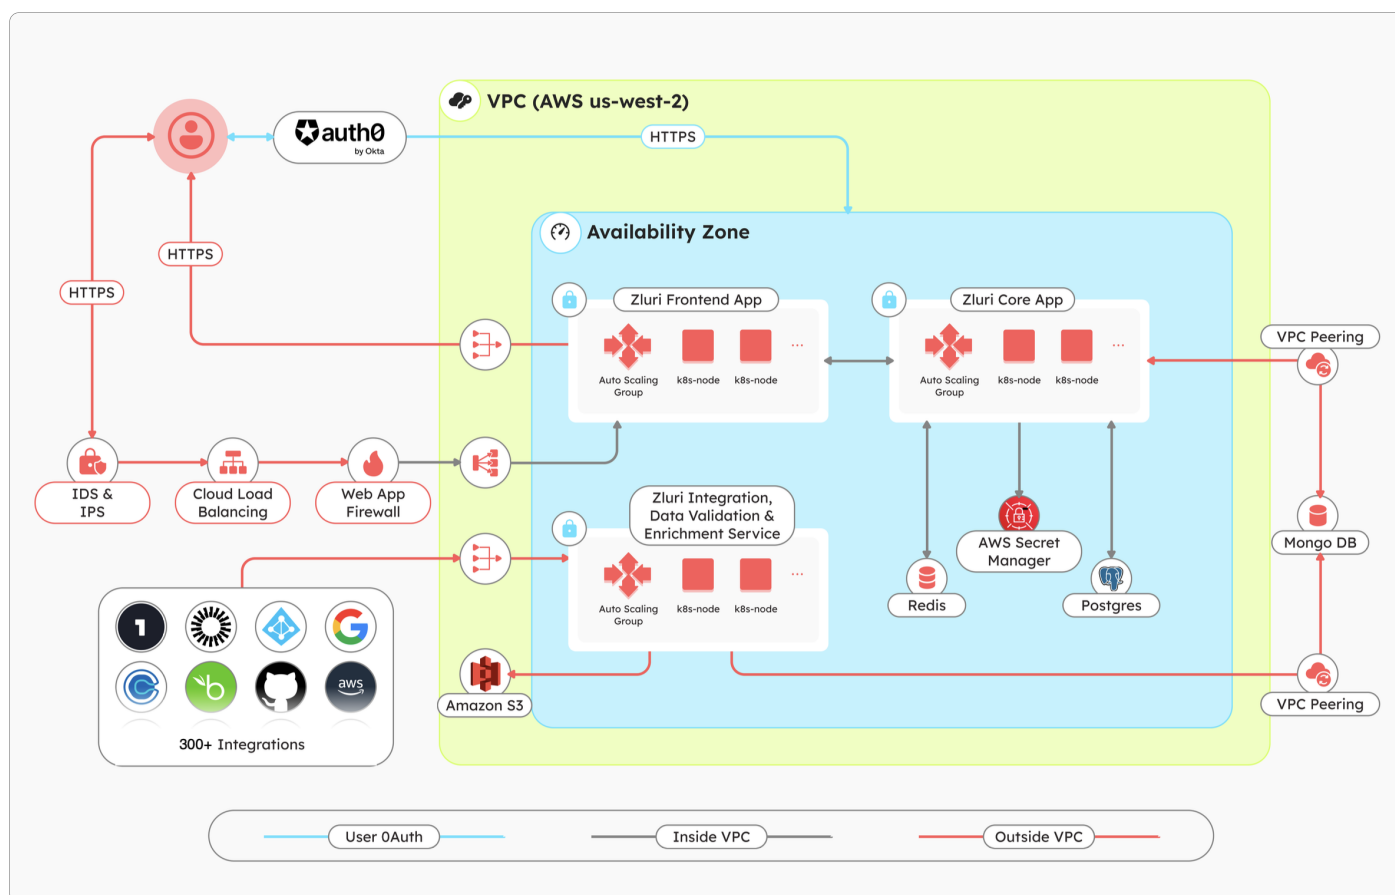 VPC (AWS us-west-2)
auth0
by Okta
HTTPS
Availability Zone
HTTPS
HTTPS
Zluri Frontend App
Auto Scaling
Group
k8s-node
k8s-node
...
Zluri Core App
Auto Scaling
Group
k8s-node
k8s-node
...
VPC Peering
IDS &
IPS
Cloud Load
Balancing
Web App
Firewall
Zluri Integration,
Data Validation &
Enrichment Service
Auto Scaling
Group
k8s-node
k8s-node
...
AWS Secret
Manager
Redis
Postgres
Mongo DB
1
G
b
aws
300+ Integrations
Amazon S3
VPC Peering
User 0Auth
Inside VPC
Outside VPC